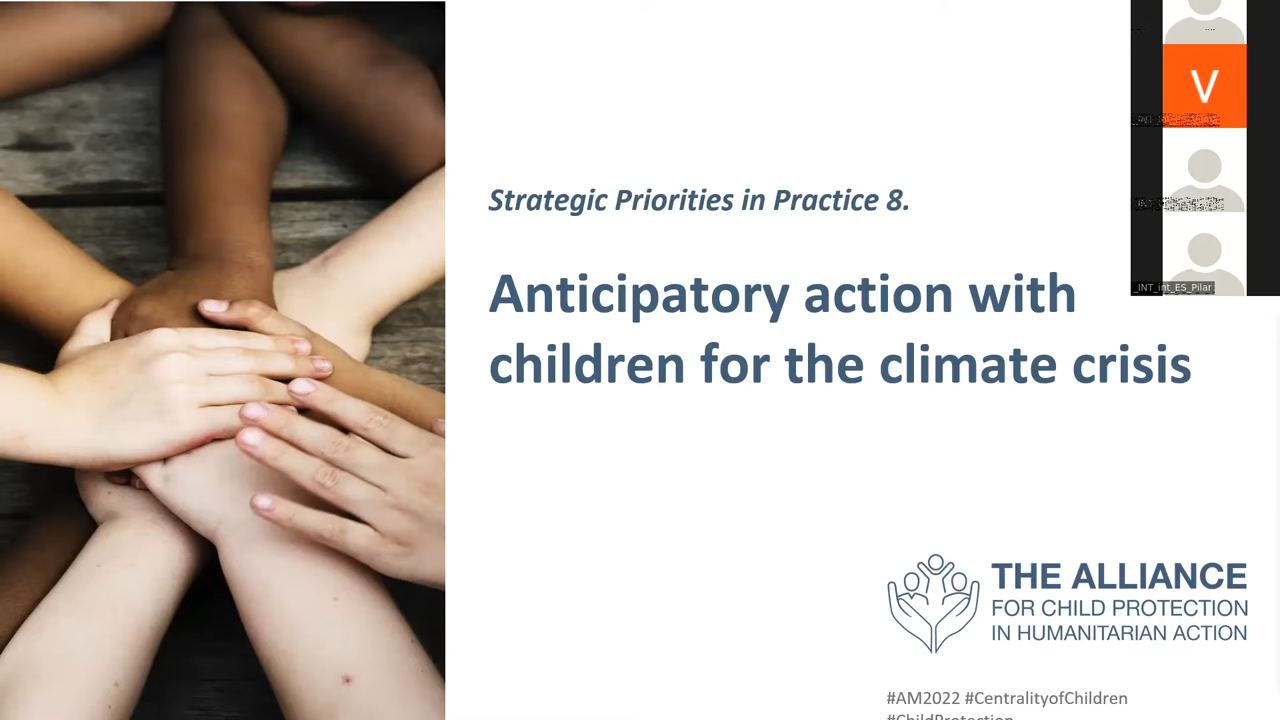 Strategic Priorities in Practice 8.
Anticipatory action with
children for the climate crisis
V
_INT_int_ES_Pilar
THE ALLIANCE
FOR CHILD PROTECTION
IN HUMANITARIAN ACTION
#AM2022 #CentralityofChildren
#ChildProtection